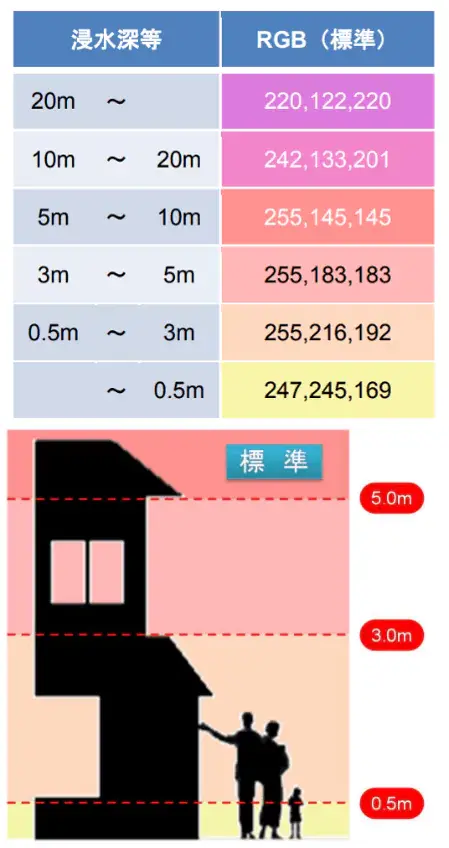 浸水深等 RGB（標準）
20m ～ 220,122,220
10m ～ 20m 242,133,201
5m ～ 10m 255,145,145
3m ～ 5m 255,183,183
0.5m ～ 3m 255,216,192
～ 0.5m 247,245,169
標準
5.0m
3.0m
0.5m